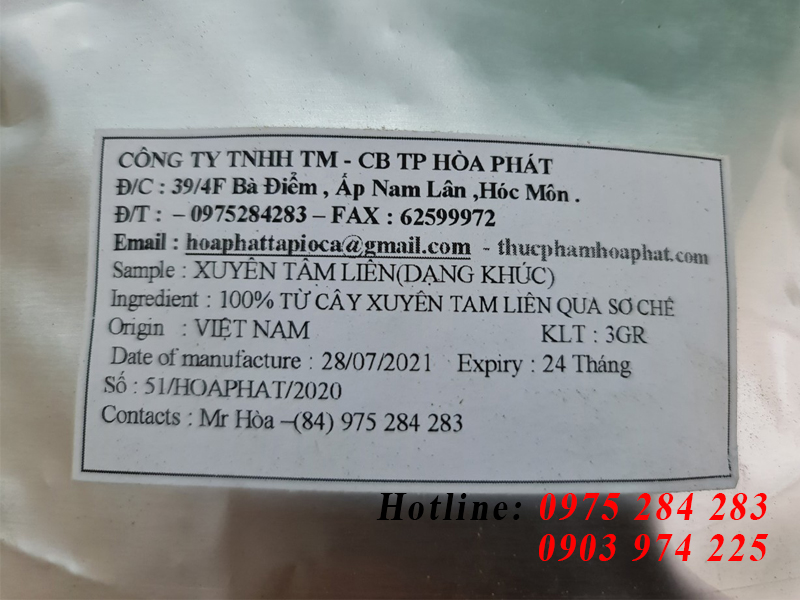 CÔNG TY TNHH TM - CB TP HÒA PHÁT
Đ/C : 39/4F Bà Điểm , Ấp Nam Lân ,Hóc Môn .
Đ/T : – 0975284283 – FAX : 62599972
Email : hoaphattapioca@gmail.com - thucphamhoaphat.com
Sample : XUYÊN TÂM LIÊN(DẠNG KHÚC)
Ingredient : 100% TỪ CÂY XUYÊN TAM LIÊN QUA SƠ CHẾ
Origin : VIỆT NAM KLT : 3GR
Date of manufacture : 28/07/2021 Expiry : 24 Tháng
Số : 51/HOAPHAT/2020
Contacts : Mr Hòa –(84) 975 284 283
Hotline: 0975 284 283
0903 974 225